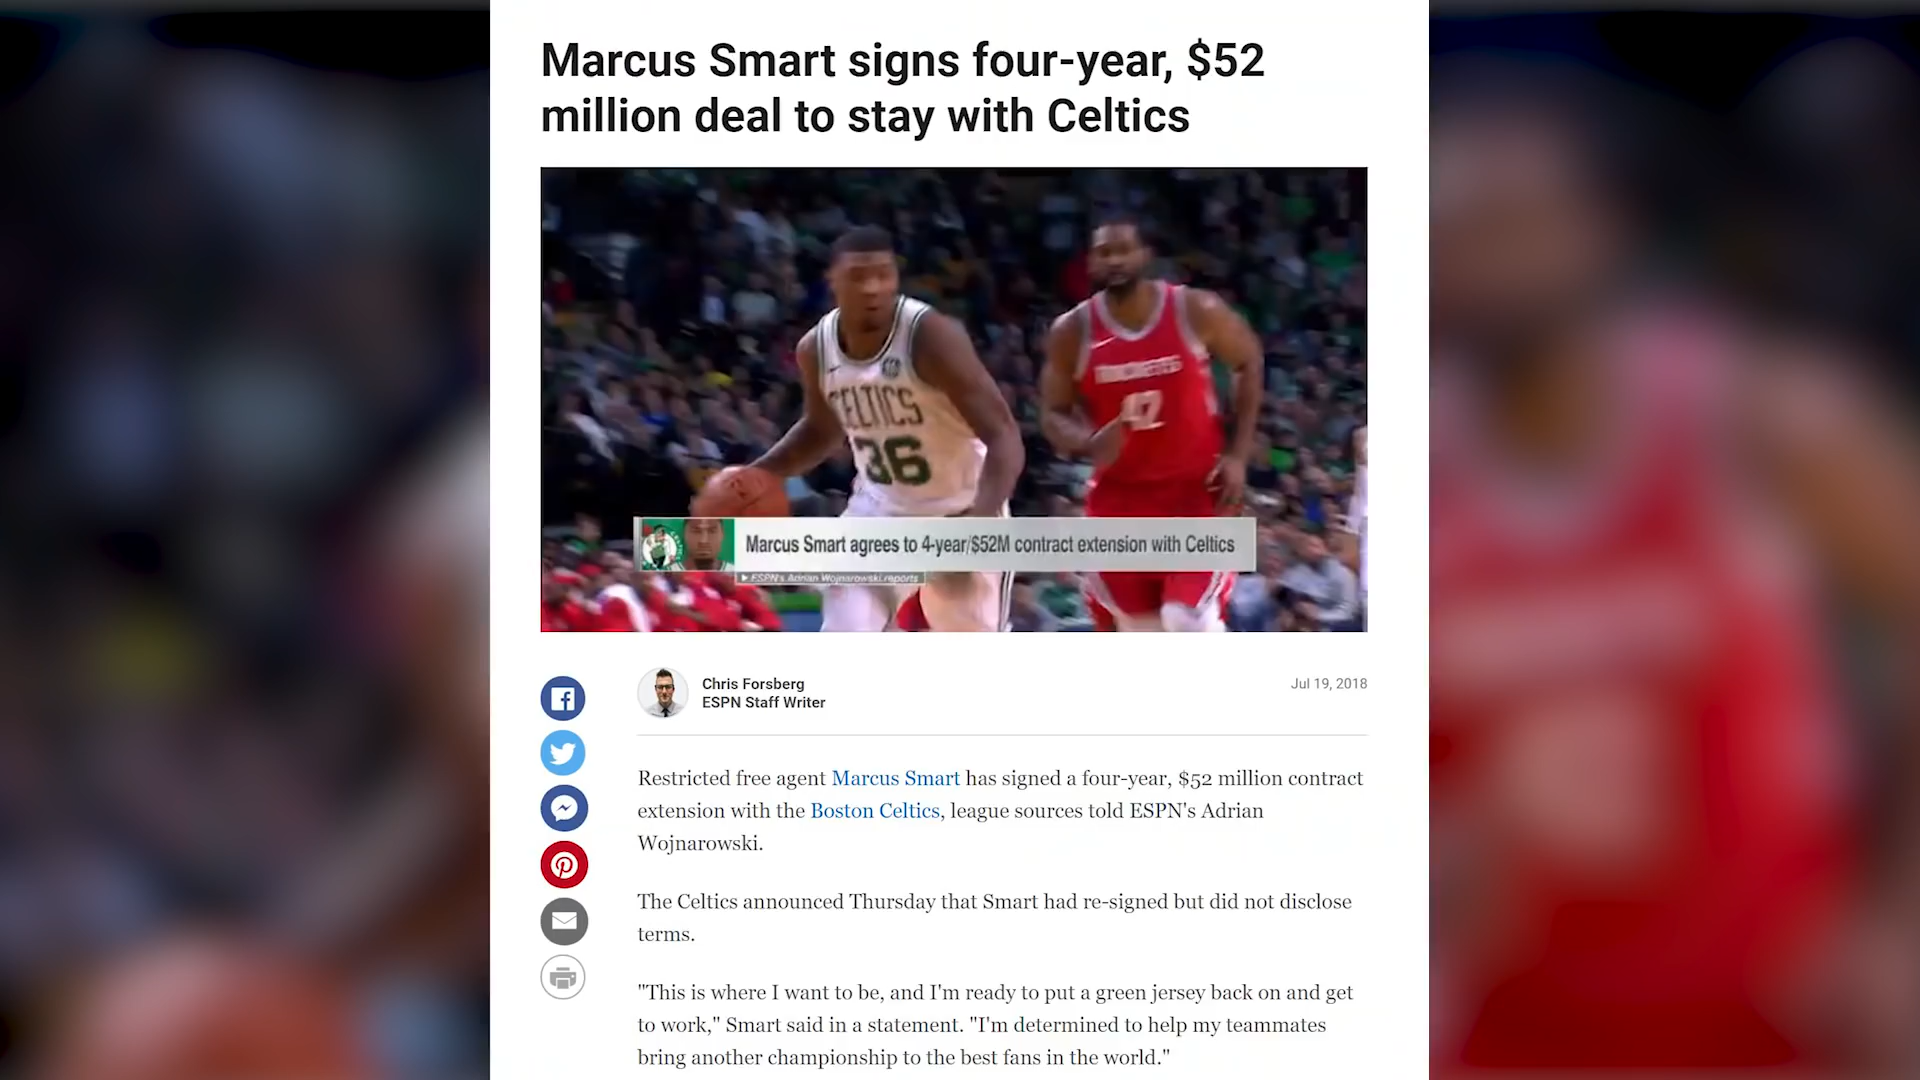 Marcus Smart signs four-year, $52
million deal to stay with Celtics
CELTICS
36
42
Marcus Smart agrees to 4-year/$52M contract extension with Celtics
ESPN's Adrian Wojnarowski reports
Chris Forsberg
ESPN Staff Writer
Jul 19, 2018
Restricted free agent Marcus Smart has signed a four-year, $52 million contract
extension with the Boston Celtics, league sources told ESPN's Adrian
Wojnarowski.
The Celtics announced Thursday that Smart had re-signed but did not disclose
terms.
"This is where I want to be, and I'm ready to put a green jersey back on and get
to work," Smart said in a statement. "I'm determined to help my teammates
bring another championship to the best fans in the world."